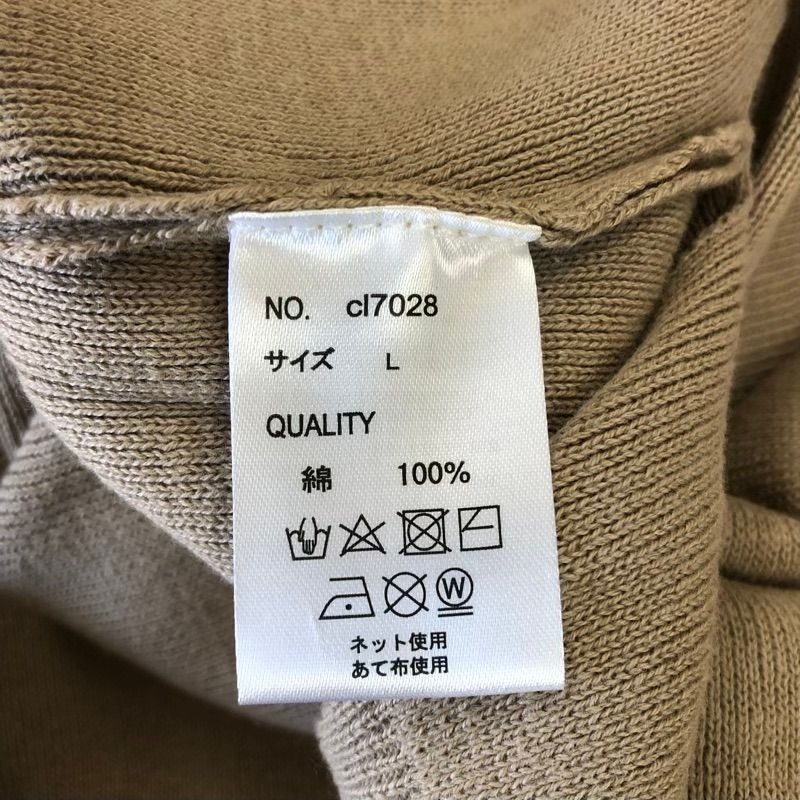 NO. cl7028
サイズ L
QUALITY
綿 100%
W
ネット使用
あて布使用